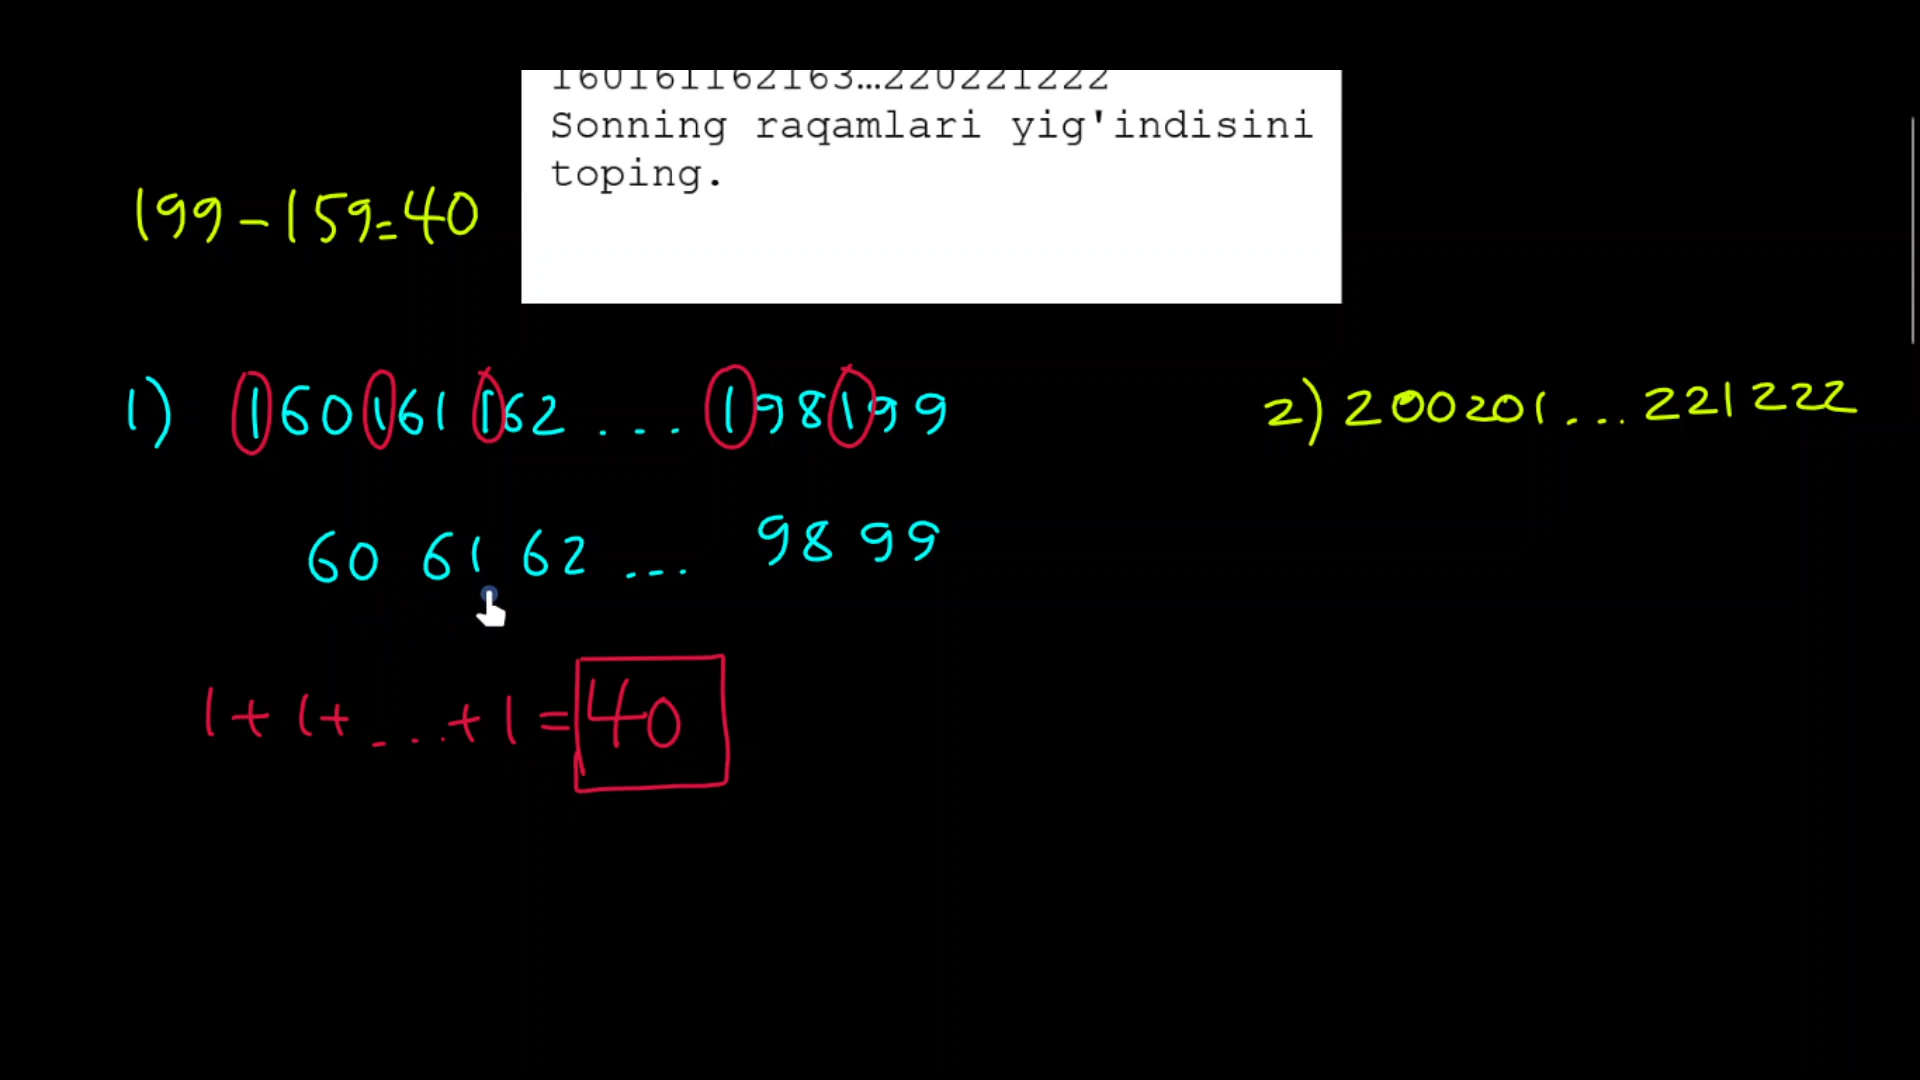 160161162163…220221222
Sonning raqamlari yig'indisini
toping.
199-159=40
1) 160161162...198199
2) 200201...221222
60 61 62 ... 98 99
1+1+...+1=40